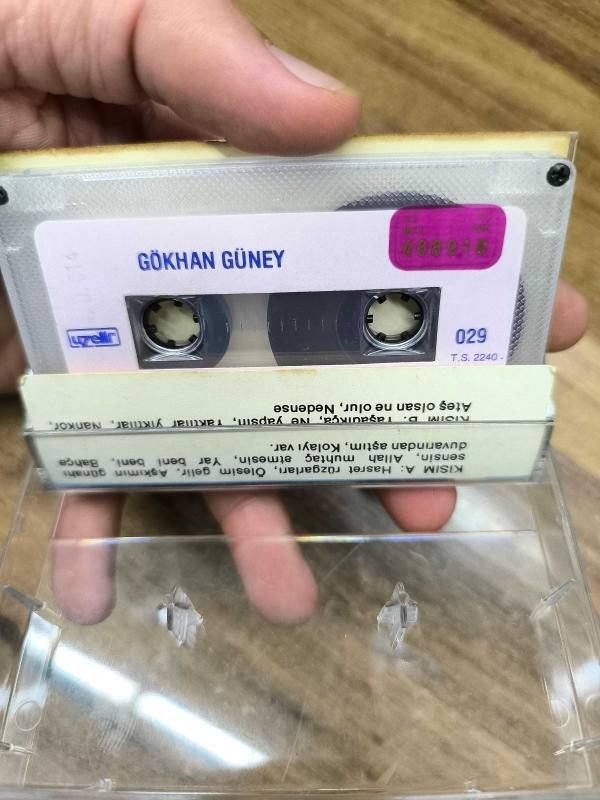 GÖKHAN GÜNEY
uzelli
029
T.S. 2240 -
KISIM A: Hasret rüzgarları, Ölesim gelir, Aşkımın günahı
sensin, Allah muhtaç etmesin, Yar beni beni, Bahçe
duvarından aştım, Kolayı var.
KISIM B: Yaşadıkça, Ne yapsın, Yaktılar yıktılar, Nankör,
Ateş olsan ne olur, Nedense